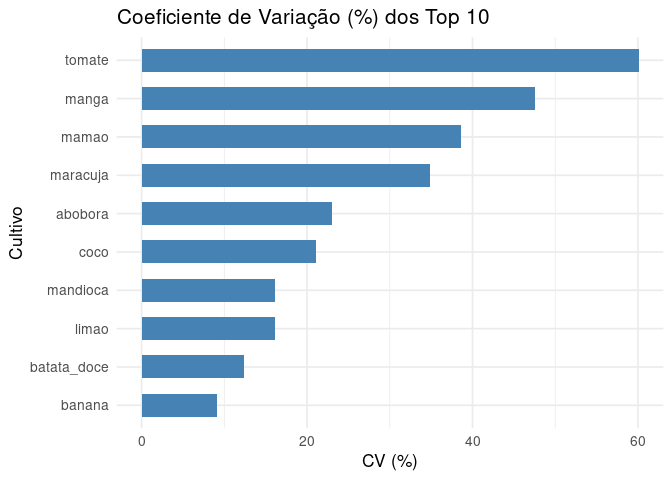 Coeficiente de Variação (%) dos Top 10
Cultivo
tomate
manga
mamao
maracuja
abobora
coco
mandioca
limao
batata_doce
banana
0 20 40 60
CV (%)